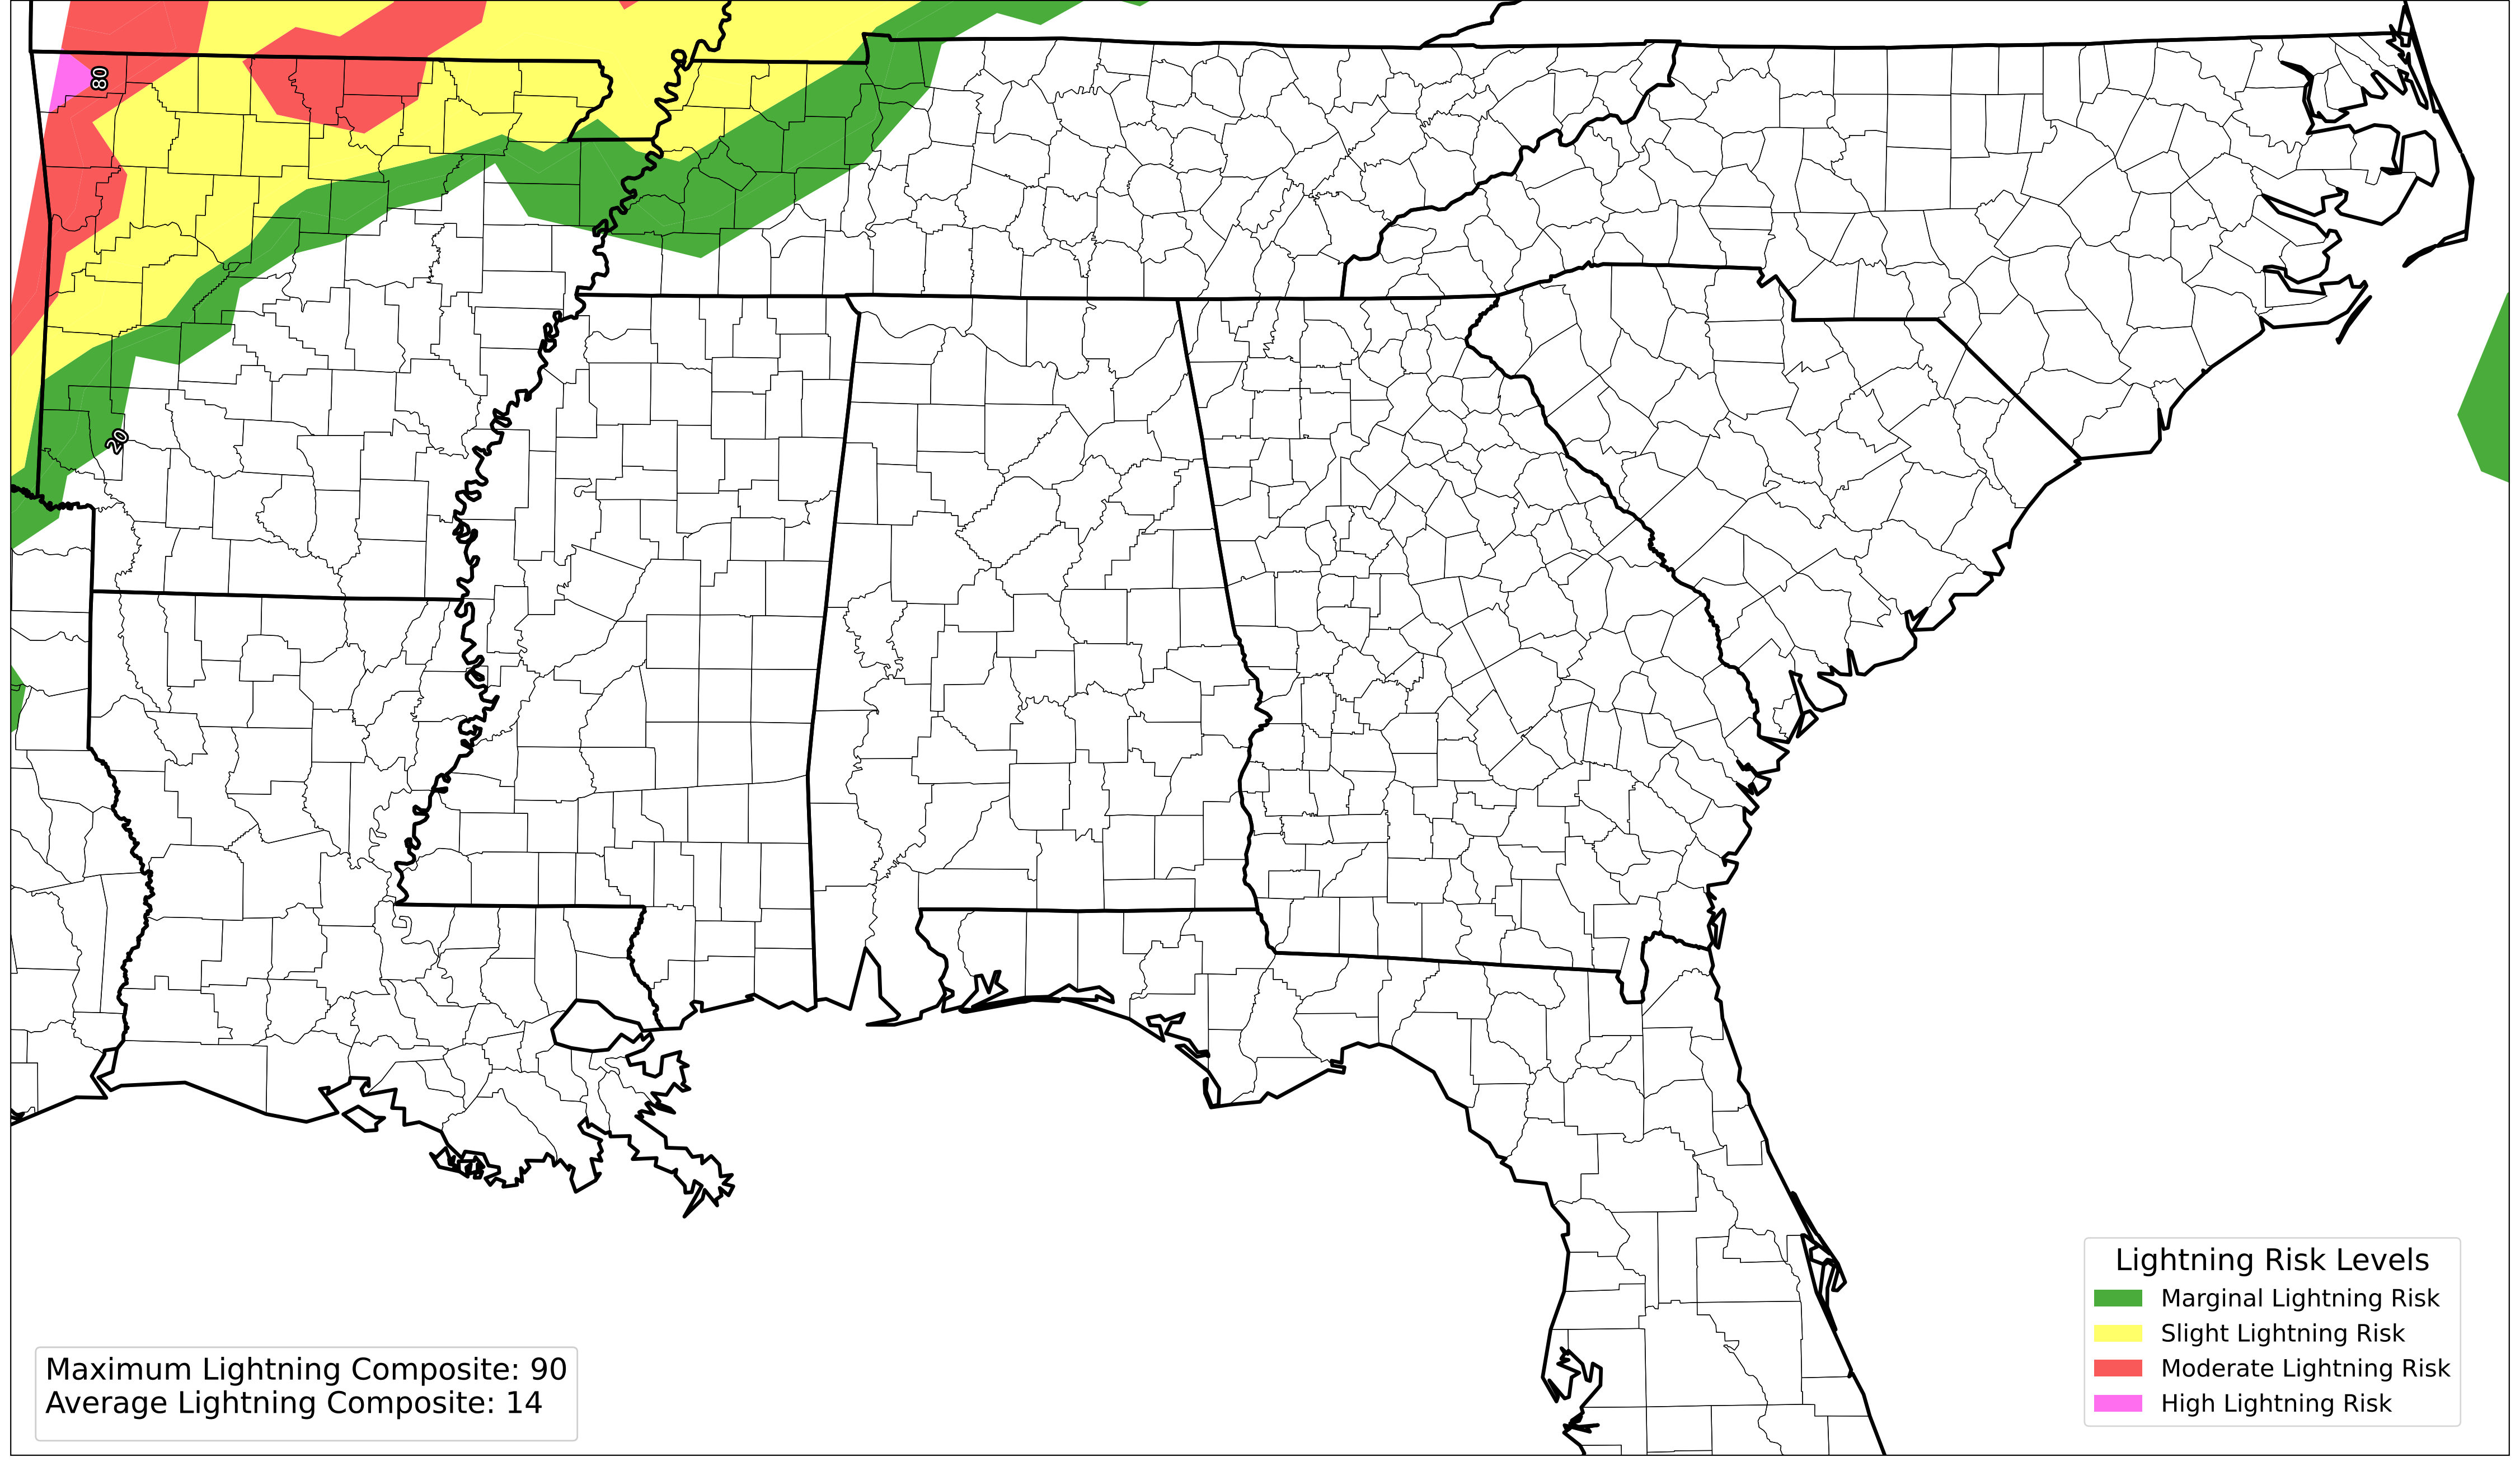 80
20
Lightning Risk Levels
Marginal Lightning Risk
Slight Lightning Risk
Moderate Lightning Risk
High Lightning Risk
Maximum Lightning Composite: 90
Average Lightning Composite: 14